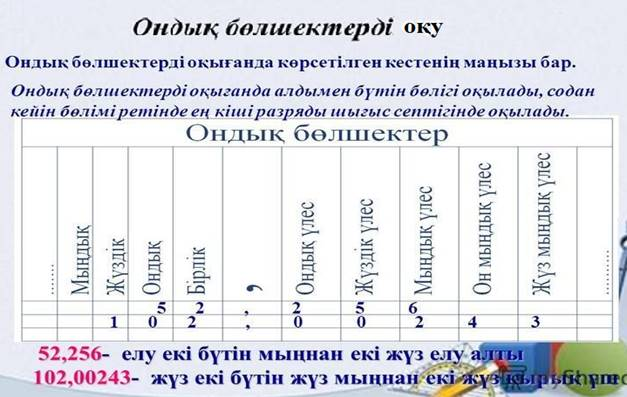 Ондық бөлшектерді оқу
Ондық бөлшектерді оқығанда көрсетілген кестенің маңызы бар.
Ондық бөлшектерді оқығанда алдымен бүтін бөлігі оқылады, содан
кейін бөлімі ретінде ең кіші разряды шығыс септігінде оқылады.
Ондық бөлшектер
........ Мыңдық Жүздік Ондық Бірлік , Ондық үлес Жүздік үлес Мыңдық үлес Он мыңдық үлес Жүз мыңдық үлес ........
5 2 , 2 5 6
1 0 2 , 0 0 2 4 3
52,256- елу екі бүтін мыңнан екі жүз елу алты
102,00243- жүз екі бүтін жүз мыңнан екі жүз қырық үш